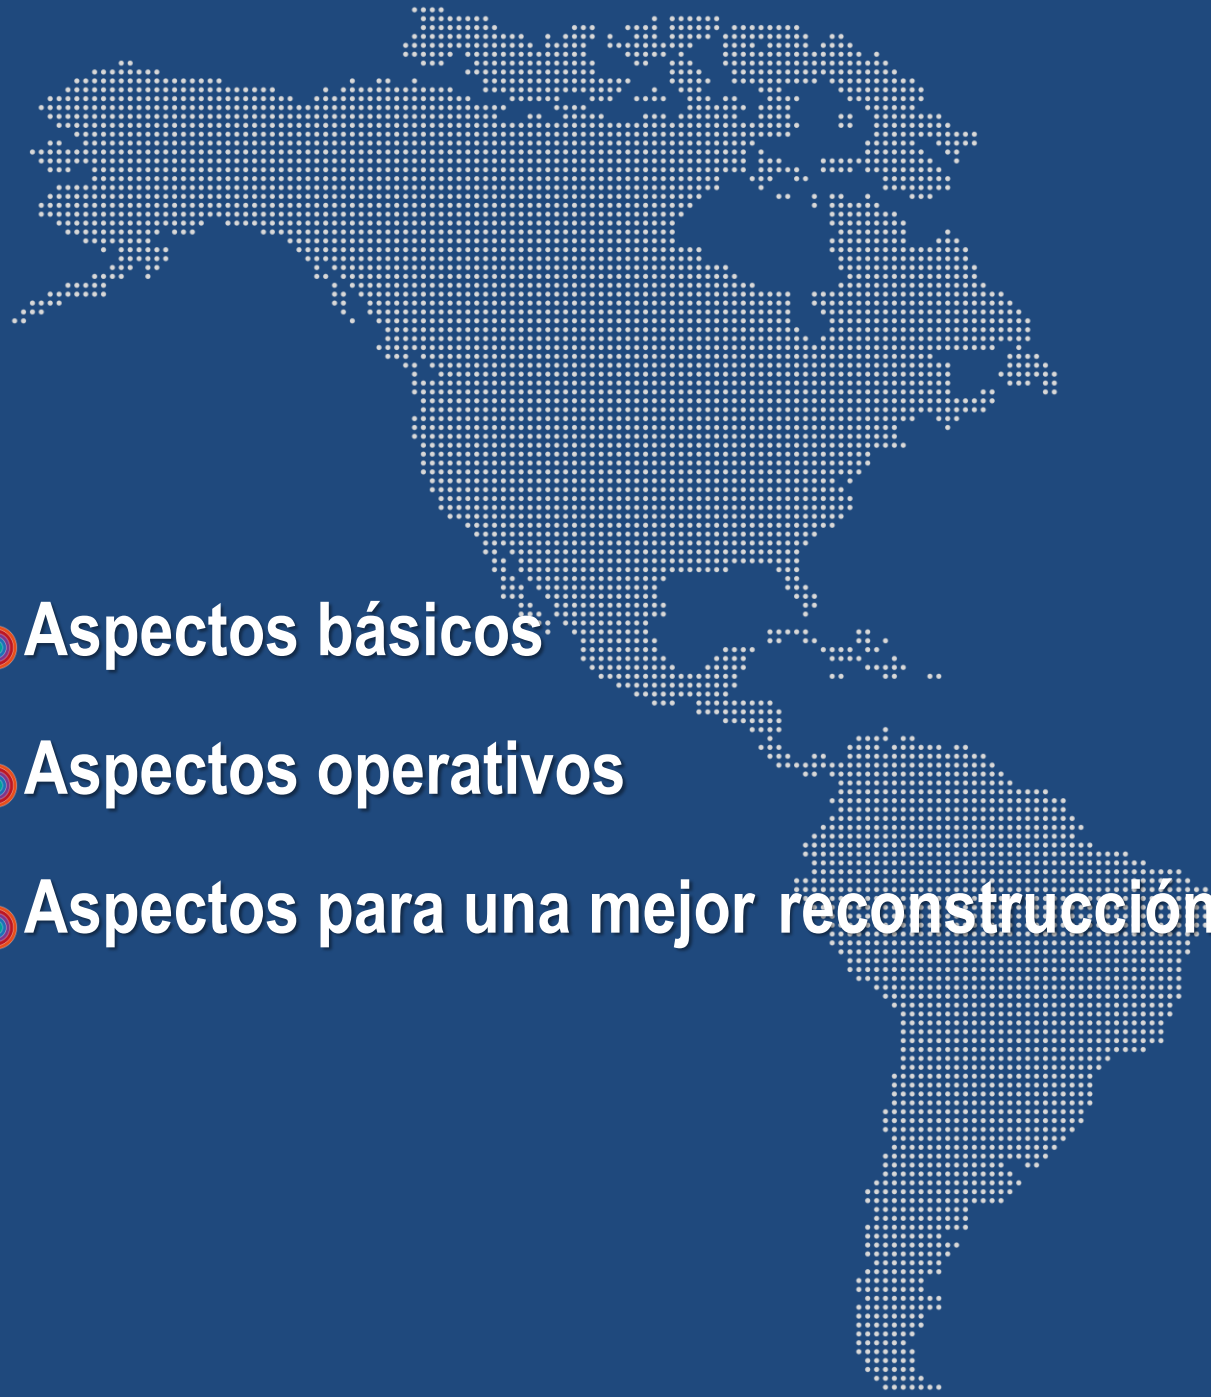 Aspectos básicos
Aspectos operativos
Aspectos para una mejor reconstrucción